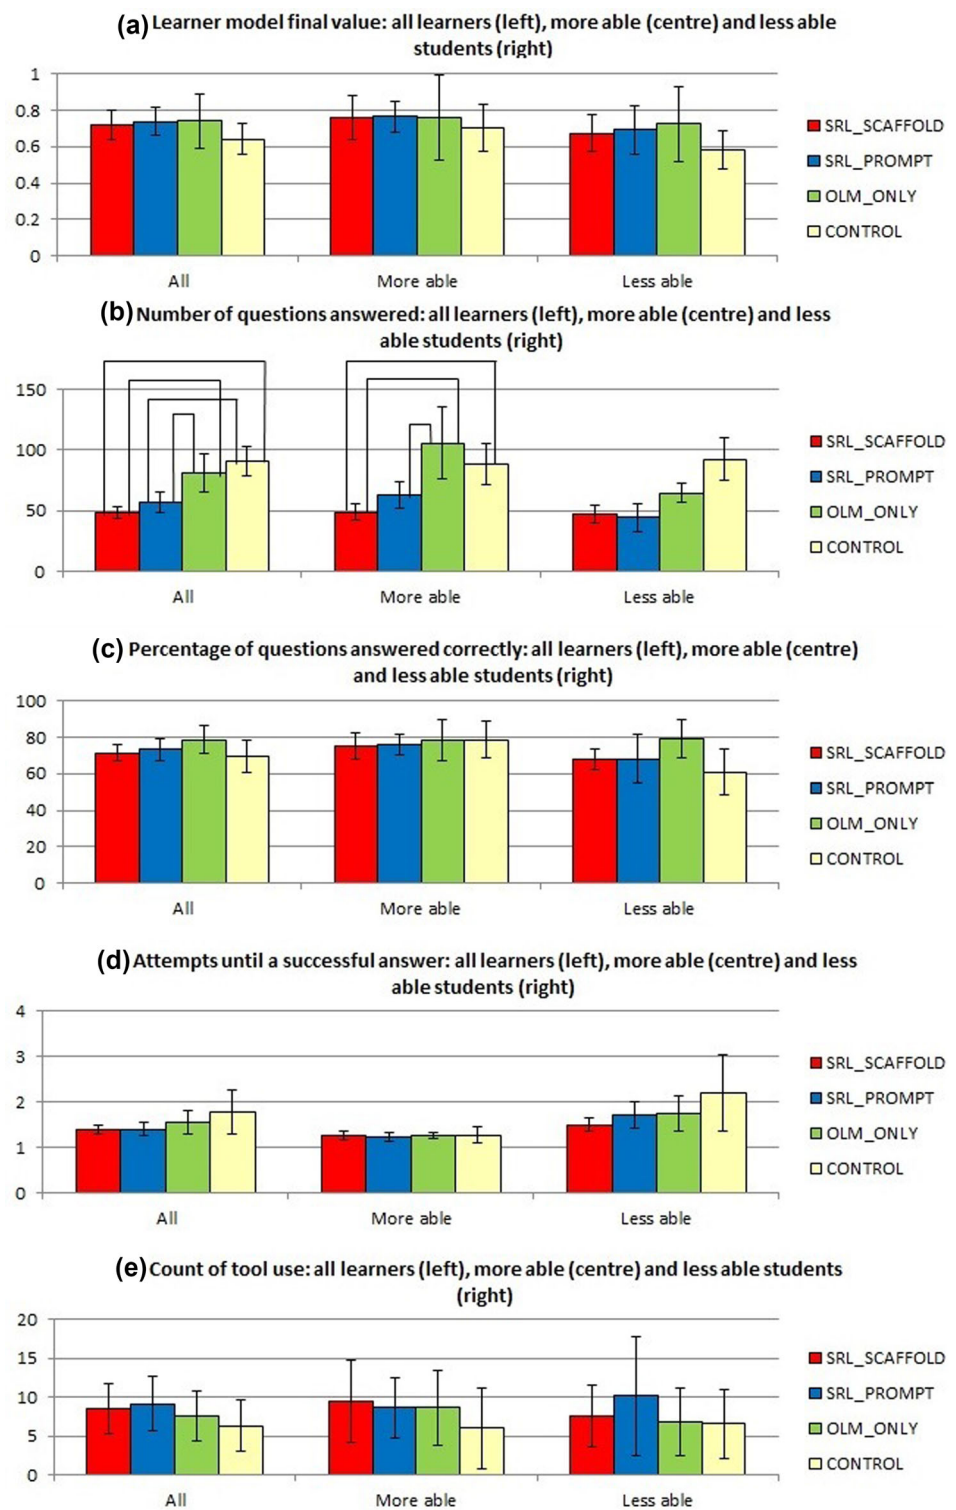 (a) Learner model final value: all learners (left), more able (centre) and less able
students (right)
1
0.8
0.6
0.4
0.2
0
All
More able
Less able
SRL_SCAFFOLD
SRL_PROMPT
OLM_ONLY
CONTROL
(b) Number of questions answered: all learners (left), more able (centre) and less
able students (right)
150
100
50
0
All
More able
Less able
SRL_SCAFFOLD
SRL_PROMPT
OLM_ONLY
CONTROL
(c) Percentage of questions answered correctly: all learners (left), more able (centre)
and less able students (right)
100
80
60
40
20
0
All
More able
Less able
SRL_SCAFFOLD
SRL_PROMPT
OLM_ONLY
CONTROL
(d) Attempts until a successful answer: all learners (left), more able (centre) and less
able students (right)
4
3
2
1
0
All
More able
Less able
SRL_SCAFFOLD
SRL_PROMPT
OLM_ONLY
CONTROL
(e) Count of tool use: all learners (left), more able (centre) and less able students
(right)
20
15
10
5
0
All
More able
Less able
SRL_SCAFFOLD
SRL_PROMPT
OLM_ONLY
CONTROL